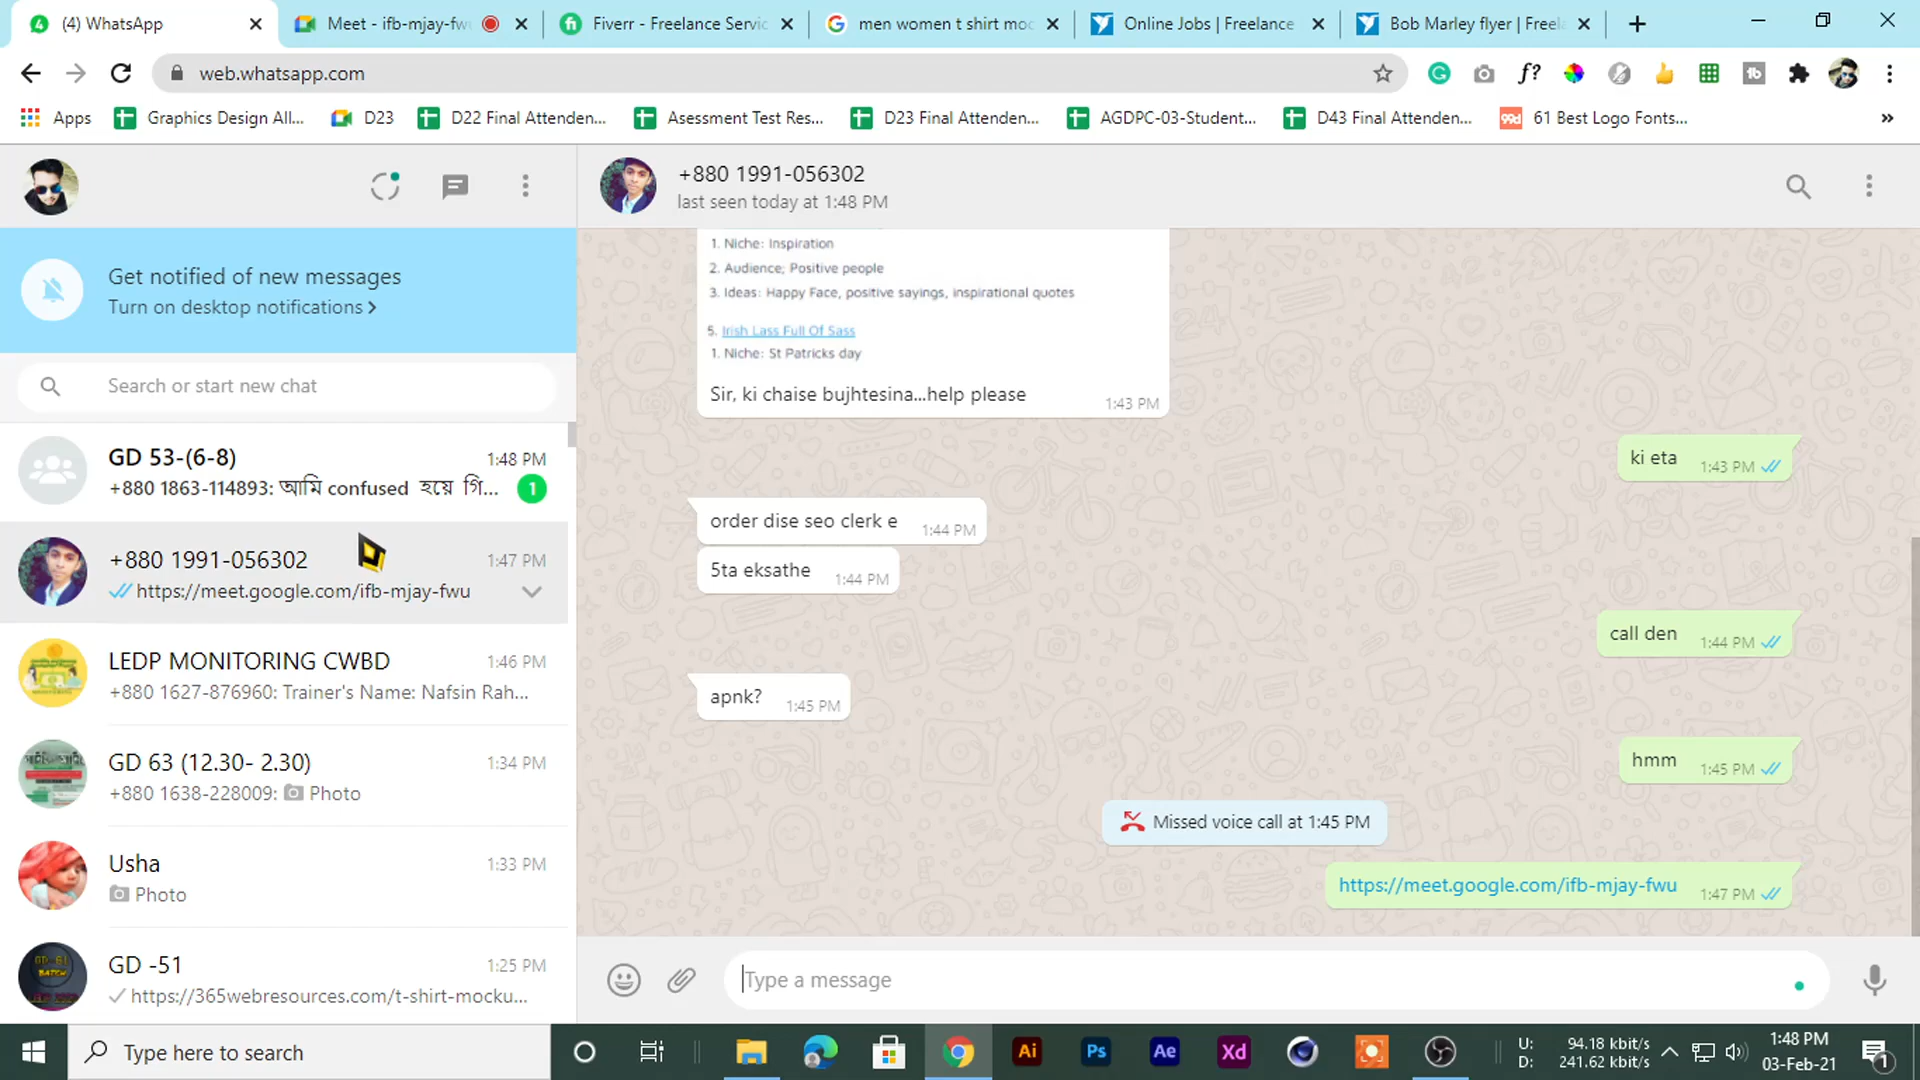 (4) WhatsApp
Meet - ifb-mjay-fwu
Fiverr - Freelance Servic
men women t shirt moc
Online Jobs | Freelance
Bob Marley flyer | Freel
web.whatsapp.com
Apps
Graphics Design All...
D23
D22 Final Attenden...
Asessment Test Res...
D23 Final Attenden...
AGDPC-03-Student...
D43 Final Attenden...
99d
61 Best Logo Fonts...
»
+880 1991-056302
last seen today at 1:48 PM
Get notified of new messages
Turn on desktop notifications >
Search or start new chat
GD 53-(6-8)
1:48 PM
+880 1863-114893: আমি confused হয়ে গি...
1
+880 1991-056302
1:47 PM
https://meet.google.com/ifb-mjay-fwu
LEDP MONITORING CWBD
1:46 PM
+880 1627-876960: Trainer's Name: Nafsin Rah...
GD 63 (12.30- 2.30)
1:34 PM
+880 1638-228009: Photo
Usha
1:33 PM
Photo
GD -51
1:25 PM
https://365webresources.com/t-shirt-mocku...
1. Niche: Inspiration
2. Audience; Positive people
3. Ideas: Happy Face, positive sayings, inspirational quotes
5. Irish Lass Full Of Sass
1. Niche: St Patricks day
Sir, ki chaise bujhtesina...help please
1:43 PM
ki eta
1:43 PM
order dise seo clerk e
1:44 PM
5ta eksathe
1:44 PM
call den
1:44 PM
apnk?
1:45 PM
hmm
1:45 PM
Missed voice call at 1:45 PM
https://meet.google.com/ifb-mjay-fwu
1:47 PM
Type a message
Type here to search
Ai
Ps
Ae
Xd
U: 94.18 kbit/s
D: 241.62 kbit/s
1:48 PM
03-Feb-21
1